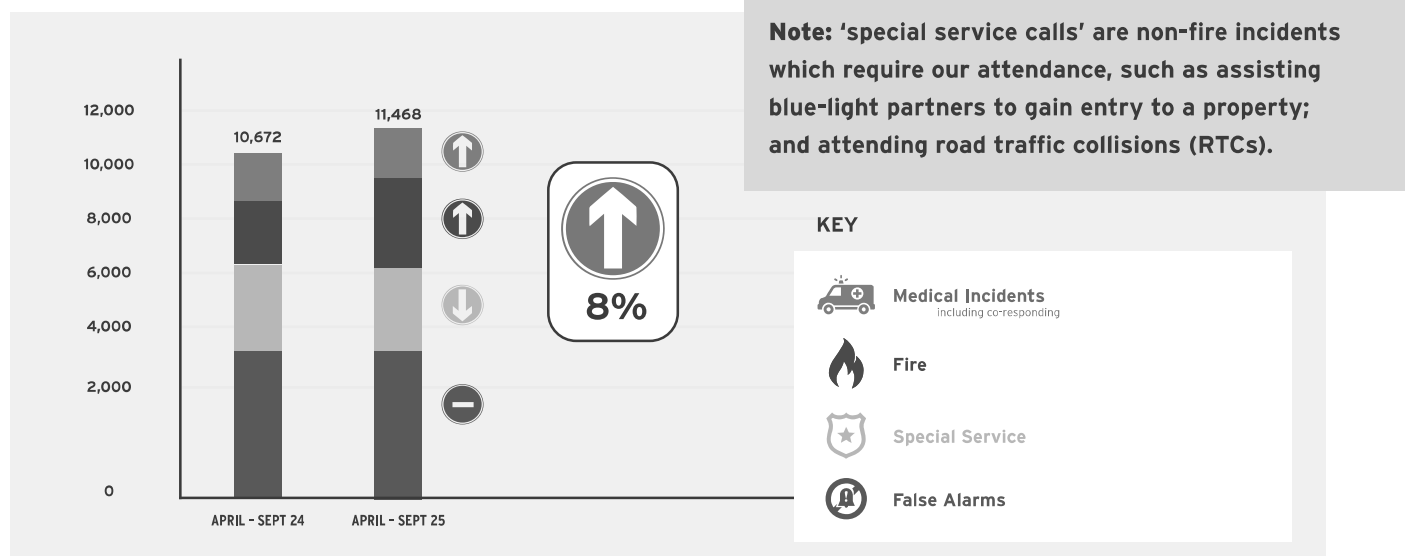 Note: ‘special service calls’ are non-fire incidents
which require our attendance, such as assisting
blue-light partners to gain entry to a property;
and attending road traffic collisions (RTCs).
12,000
10,000
8,000
6,000
4,000
2,000
0
10,672
11,468
APRIL – SEPT 24
APRIL – SEPT 25
8%
KEY
Medical Incidents
including co-responding
Fire
Special Service
False Alarms